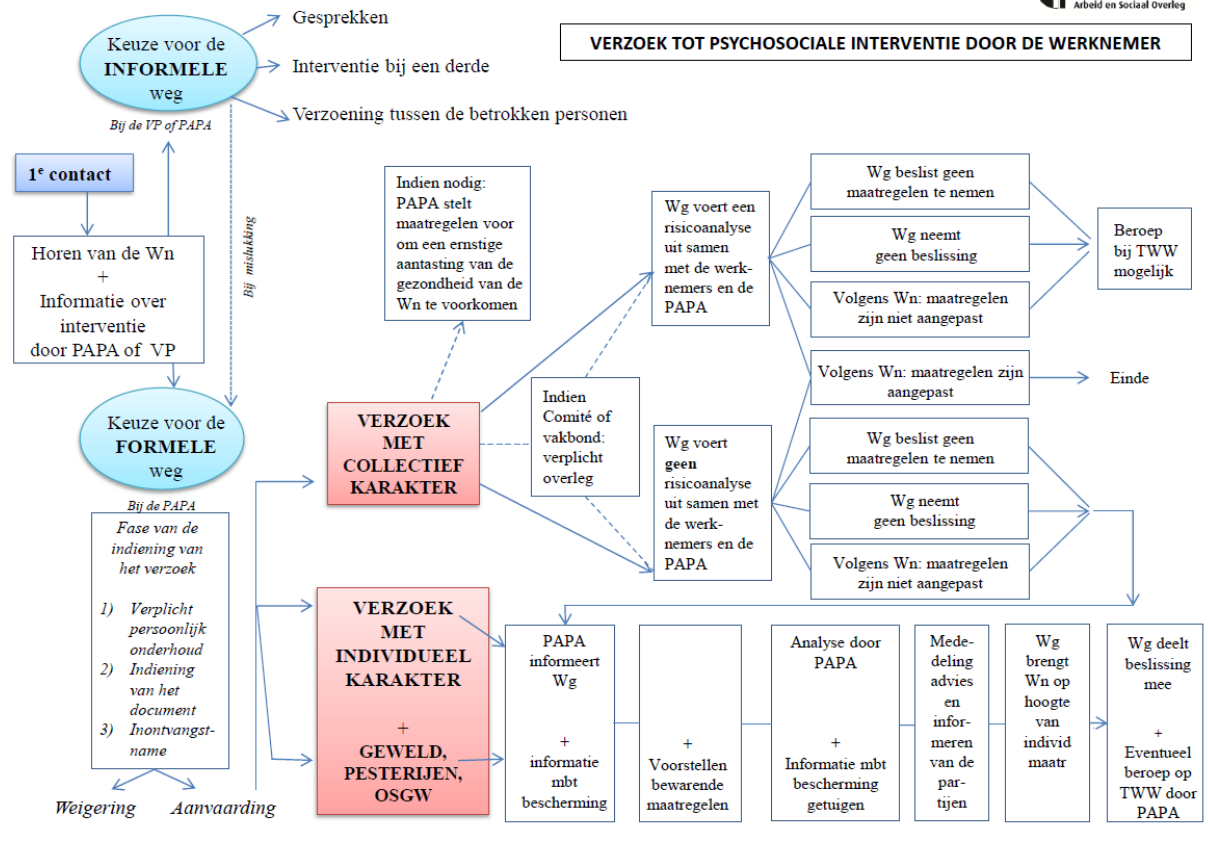 Arbeid en Sociaal Overleg
VERZOEK TOT PSYCHOSOCIALE INTERVENTIE DOOR DE WERKNEMER
Keuze voor de
INFORMELE
weg
Bij de VP of PAPA
Gesprekken
Interventie bij een derde
Verzoening tussen de betrokken personen
1e contact
Horen van de Wn
+
Informatie over
interventie
door PAPA of VP
Bij mislukking
Keuze voor de
FORMELE
weg
Bij de PAPA
Fase van de
indiening van
het verzoek
1) Verplicht
persoonlijk
onderhoud
2) Indiening
van het
document
3) Inontvangst-
name
Weigering
Aanvaarding
Indien nodig:
PAPA stelt
maatregelen voor
om een ernstige
aantasting van de
gezondheid van de
Wn te voorkomen
VERZOEK
MET
COLLECTIEF
KARAKTER
Indien
Comité of
vakbond:
verplicht
overleg
Wg voert een
risicoanalyse
uit samen
met de werk-
nemers en de
PAPA
Wg voert
geen
risicoanalyse
uit samen met
de werk-
nemers en de
PAPA
Wg beslist geen
maatregelen te nemen
Wg neemt
geen beslissing
Volgens Wn: maatregelen
zijn niet aangepast
Volgens Wn: maatregelen zijn
aangepast
Wg beslist geen
maatregelen te nemen
Wg neemt
geen beslissing
Volgens Wn: maatregelen
zijn niet aangepast
Beroep
bij TWW
mogelijk
Einde
VERZOEK
MET
INDIVIDUEEL
KARAKTER
+
GEWELD,
PESTERIJEN,
OSGW
PAPA
informeert
Wg
+
informatie
mbt
bescherming
+
Voorstellen
bewarende
maatregelen
Analyse door
PAPA
+
Informatie mbt
bescherming
getuigen
Mede-
deling
advies
en
infor-
meren
van de
par-
tijen
Wg
brengt
Wn op
hoogte
van
individ
maatr
Wg deelt
beslissing
mee
+
Eventueel
beroep op
TWW door
PAPA